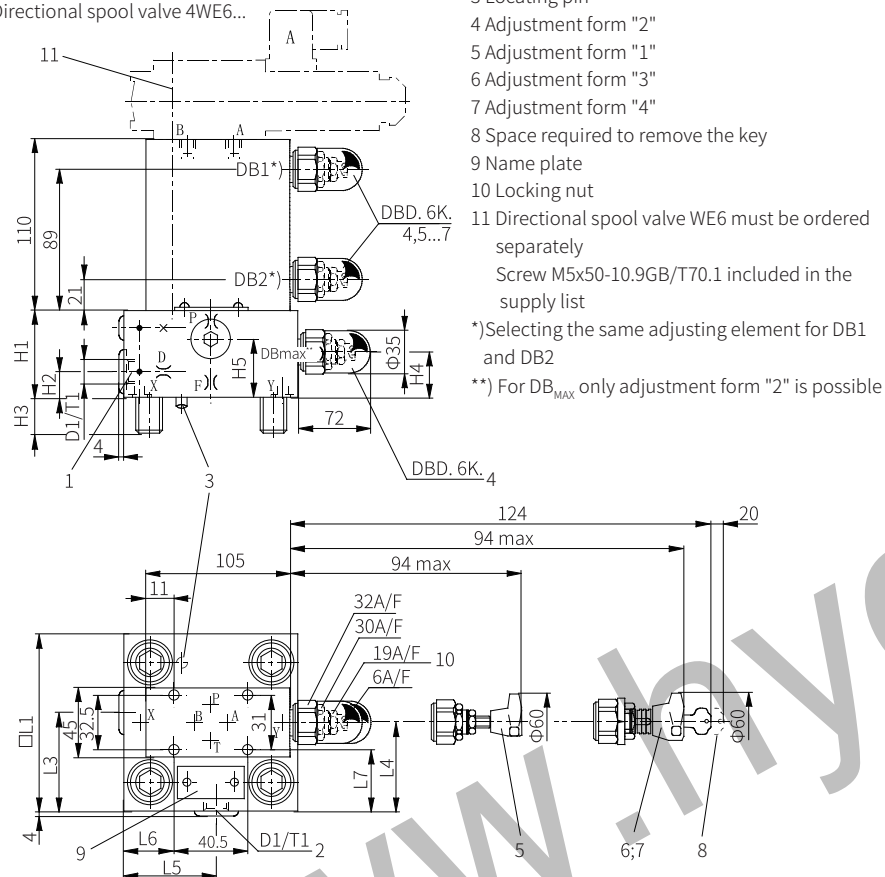 Directional spool valve 4WE6...
4 Adjustment form "2"
5 Adjustment form "1"
6 Adjustment form "3"
7 Adjustment form "4"
8 Space required to remove the key
9 Name plate
10 Locking nut
11 Directional spool valve WE6 must be ordered
separately
Screw M5x50-10.9GB/T70.1 included in the
supply list
*)Selecting the same adjusting element for DB1
and DB2
**) For DBMAX only adjustment form "2" is possible
A
11
B A
DB1*)
DBD. 6K.
4,5...7
DB2*)
110
89
21
P
X
D
DBmax
H5
Φ35
H4
H1
H2
H3
D1/T1
X F Y
4
72
1
3
DBD. 6K. 4
124
20
94 max
105
94 max
11
32A/F
30A/F
19A/F 10
6A/F
□L1
L3
45
32.5
X
P
B A
T
31
Y
L7
L4
Φ60
Φ60
4
L6
40.5
D1/T1 2
9
L5
5
6;7
8
www.hyd